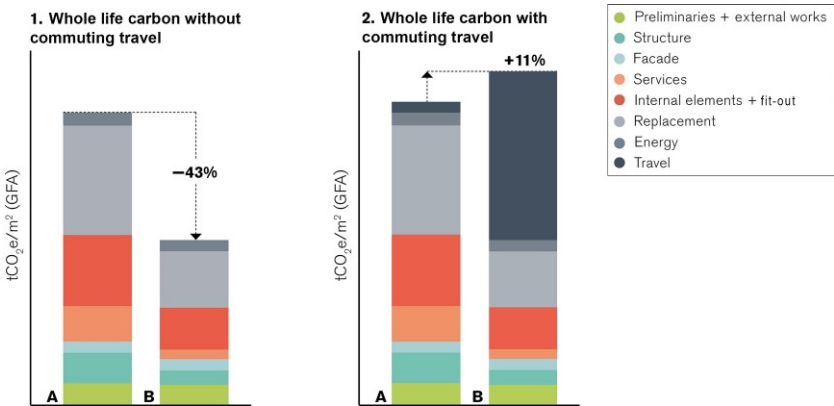 1. Whole life carbon without
commuting travel
tCO₂e/m² (GFA)
−43%
A
B
2. Whole life carbon with
commuting travel
tCO₂e/m² (GFA)
+11%
A
B
Preliminaries + external works
Structure
Facade
Services
Internal elements + fit-out
Replacement
Energy
Travel